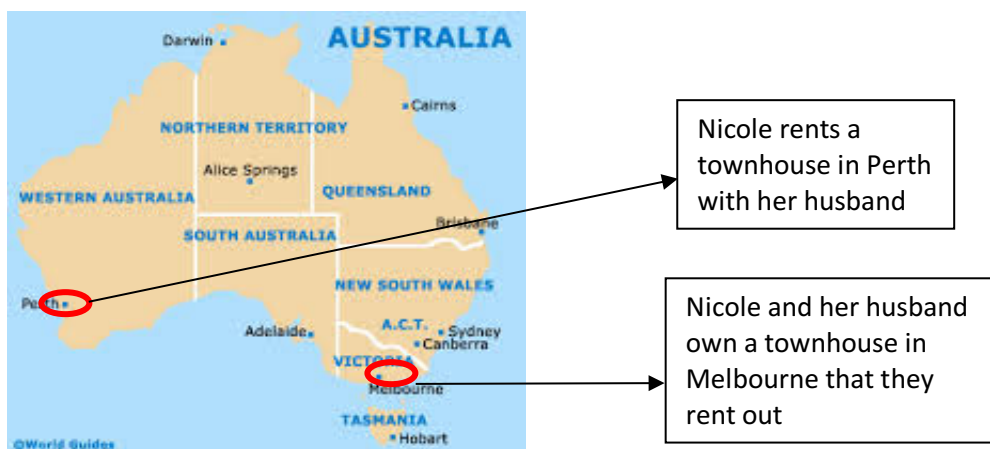 AUSTRALIA
Darwin
Cairns
NORTHERN TERRITORY
Alice Springs
WESTERN AUSTRALIA
QUEENSLAND
Brisbane
SOUTH AUSTRALIA
NEW SOUTH WALES
Perth
Adelaide
A.C.T.
Sydney
Canberra
VICTORIA
Melbourne
TASMANIA
Hobart
©World Guides
Nicole rents a
townhouse in Perth
with her husband
Nicole and her husband
own a townhouse in
Melbourne that they
rent out